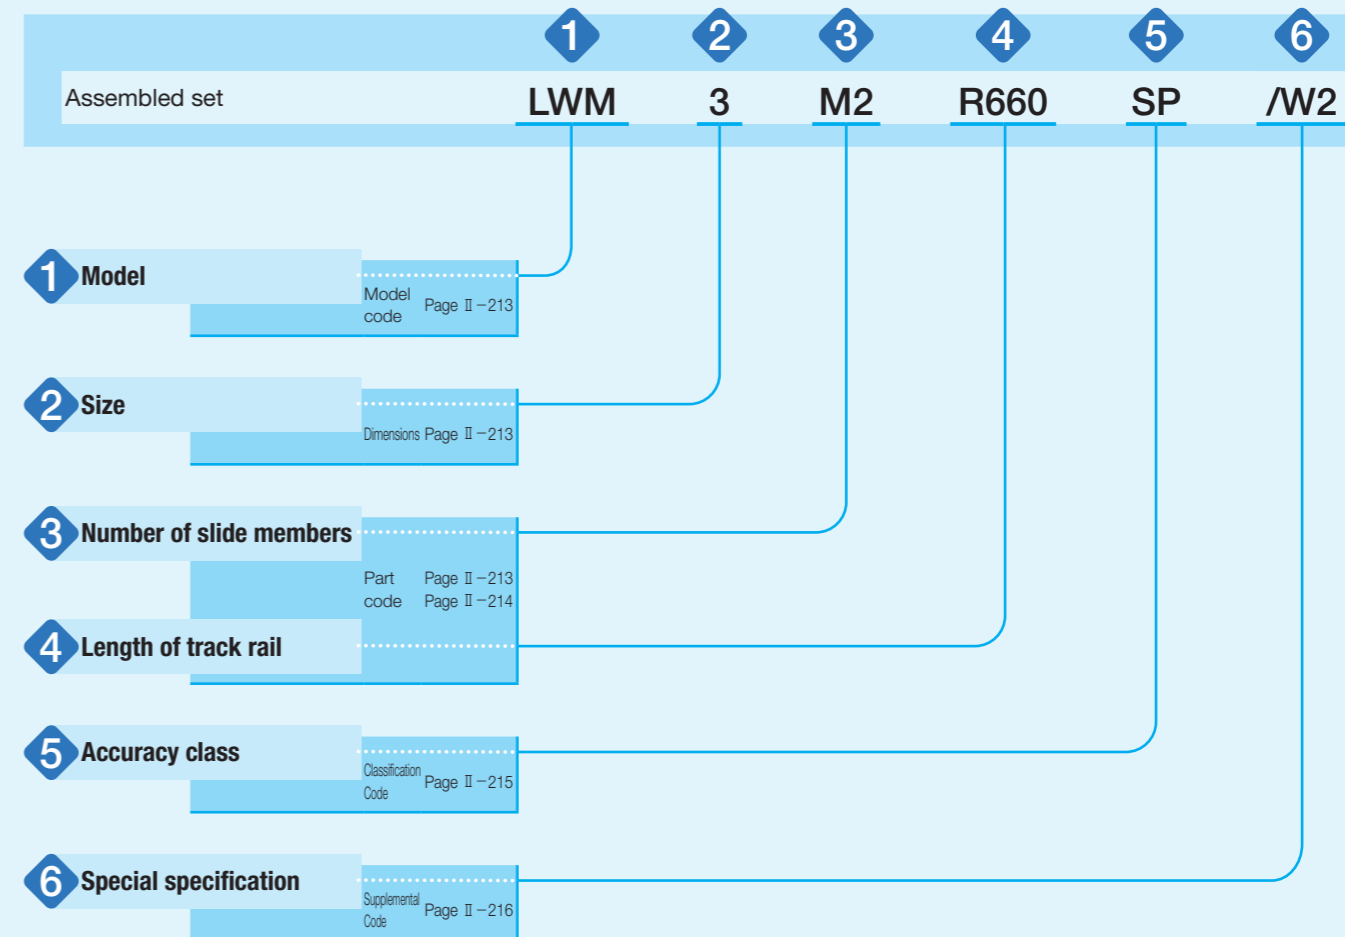 1 2 3 4 5 6
Assembled set LWM 3 M2 R660 SP /W2
1 Model
Model code Page Ⅱ－213
2 Size
Dimensions Page Ⅱ－213
3 Number of slide members
Part code Page Ⅱ－213
Page Ⅱ－214
4 Length of track rail
5 Accuracy class
Classification Code Page Ⅱ－215
6 Special specification
Supplemental Code Page Ⅱ－216